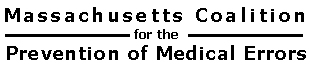 Massachusetts Coalition
for the
Prevention of Medical Errors